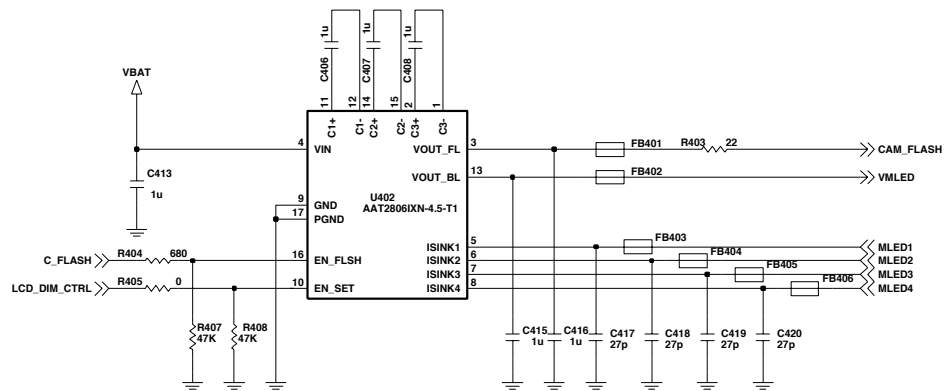 1u
1u
1u
C406
C407
C408
VBAT
11
12
14
15
2
1
C1+
C1-
C2+
C2-
C3+
C3-
4
VIN
VOUT_FL
3
FB401
R403
22
CAM_FLASH
VOUT_BL
13
FB402
VMLED
C413
1u
U402
AAT2806IXN-4.5-T1
9
GND
17
PGND
ISINK1
5
FB403
MLED1
C_FLASH
R404
680
16
EN_FLSH
ISINK2
6
FB404
MLED2
ISINK3
7
FB405
MLED3
LCD_DIM_CTRL
R405
0
10
EN_SET
ISINK4
8
FB406
MLED4
R407
47K
R408
47K
C415
1u
C416
1u
C417
27p
C418
27p
C419
27p
C420
27p